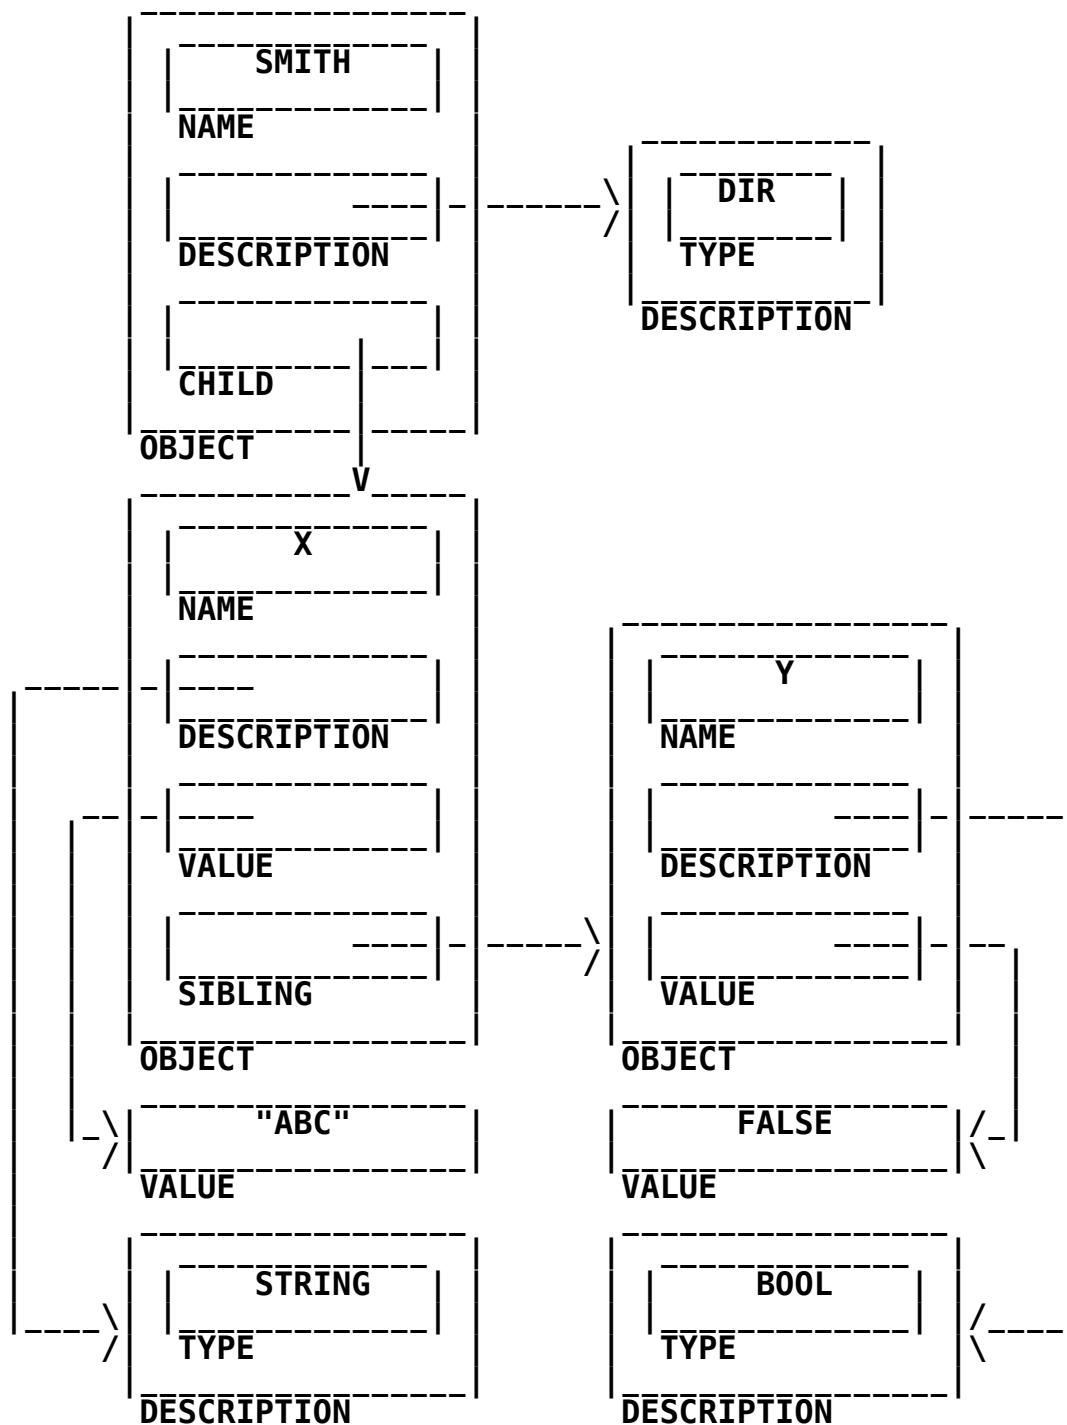 SMITH
NAME
DIR
DESCRIPTION
TYPE
DESCRIPTION
CHILD
OBJECT
V
X
NAME
Y
DESCRIPTION
NAME
VALUE
DESCRIPTION
SIBLING
VALUE
OBJECT
OBJECT
"ABC"
FALSE
VALUE
VALUE
STRING
BOOL
TYPE
TYPE
DESCRIPTION
DESCRIPTION